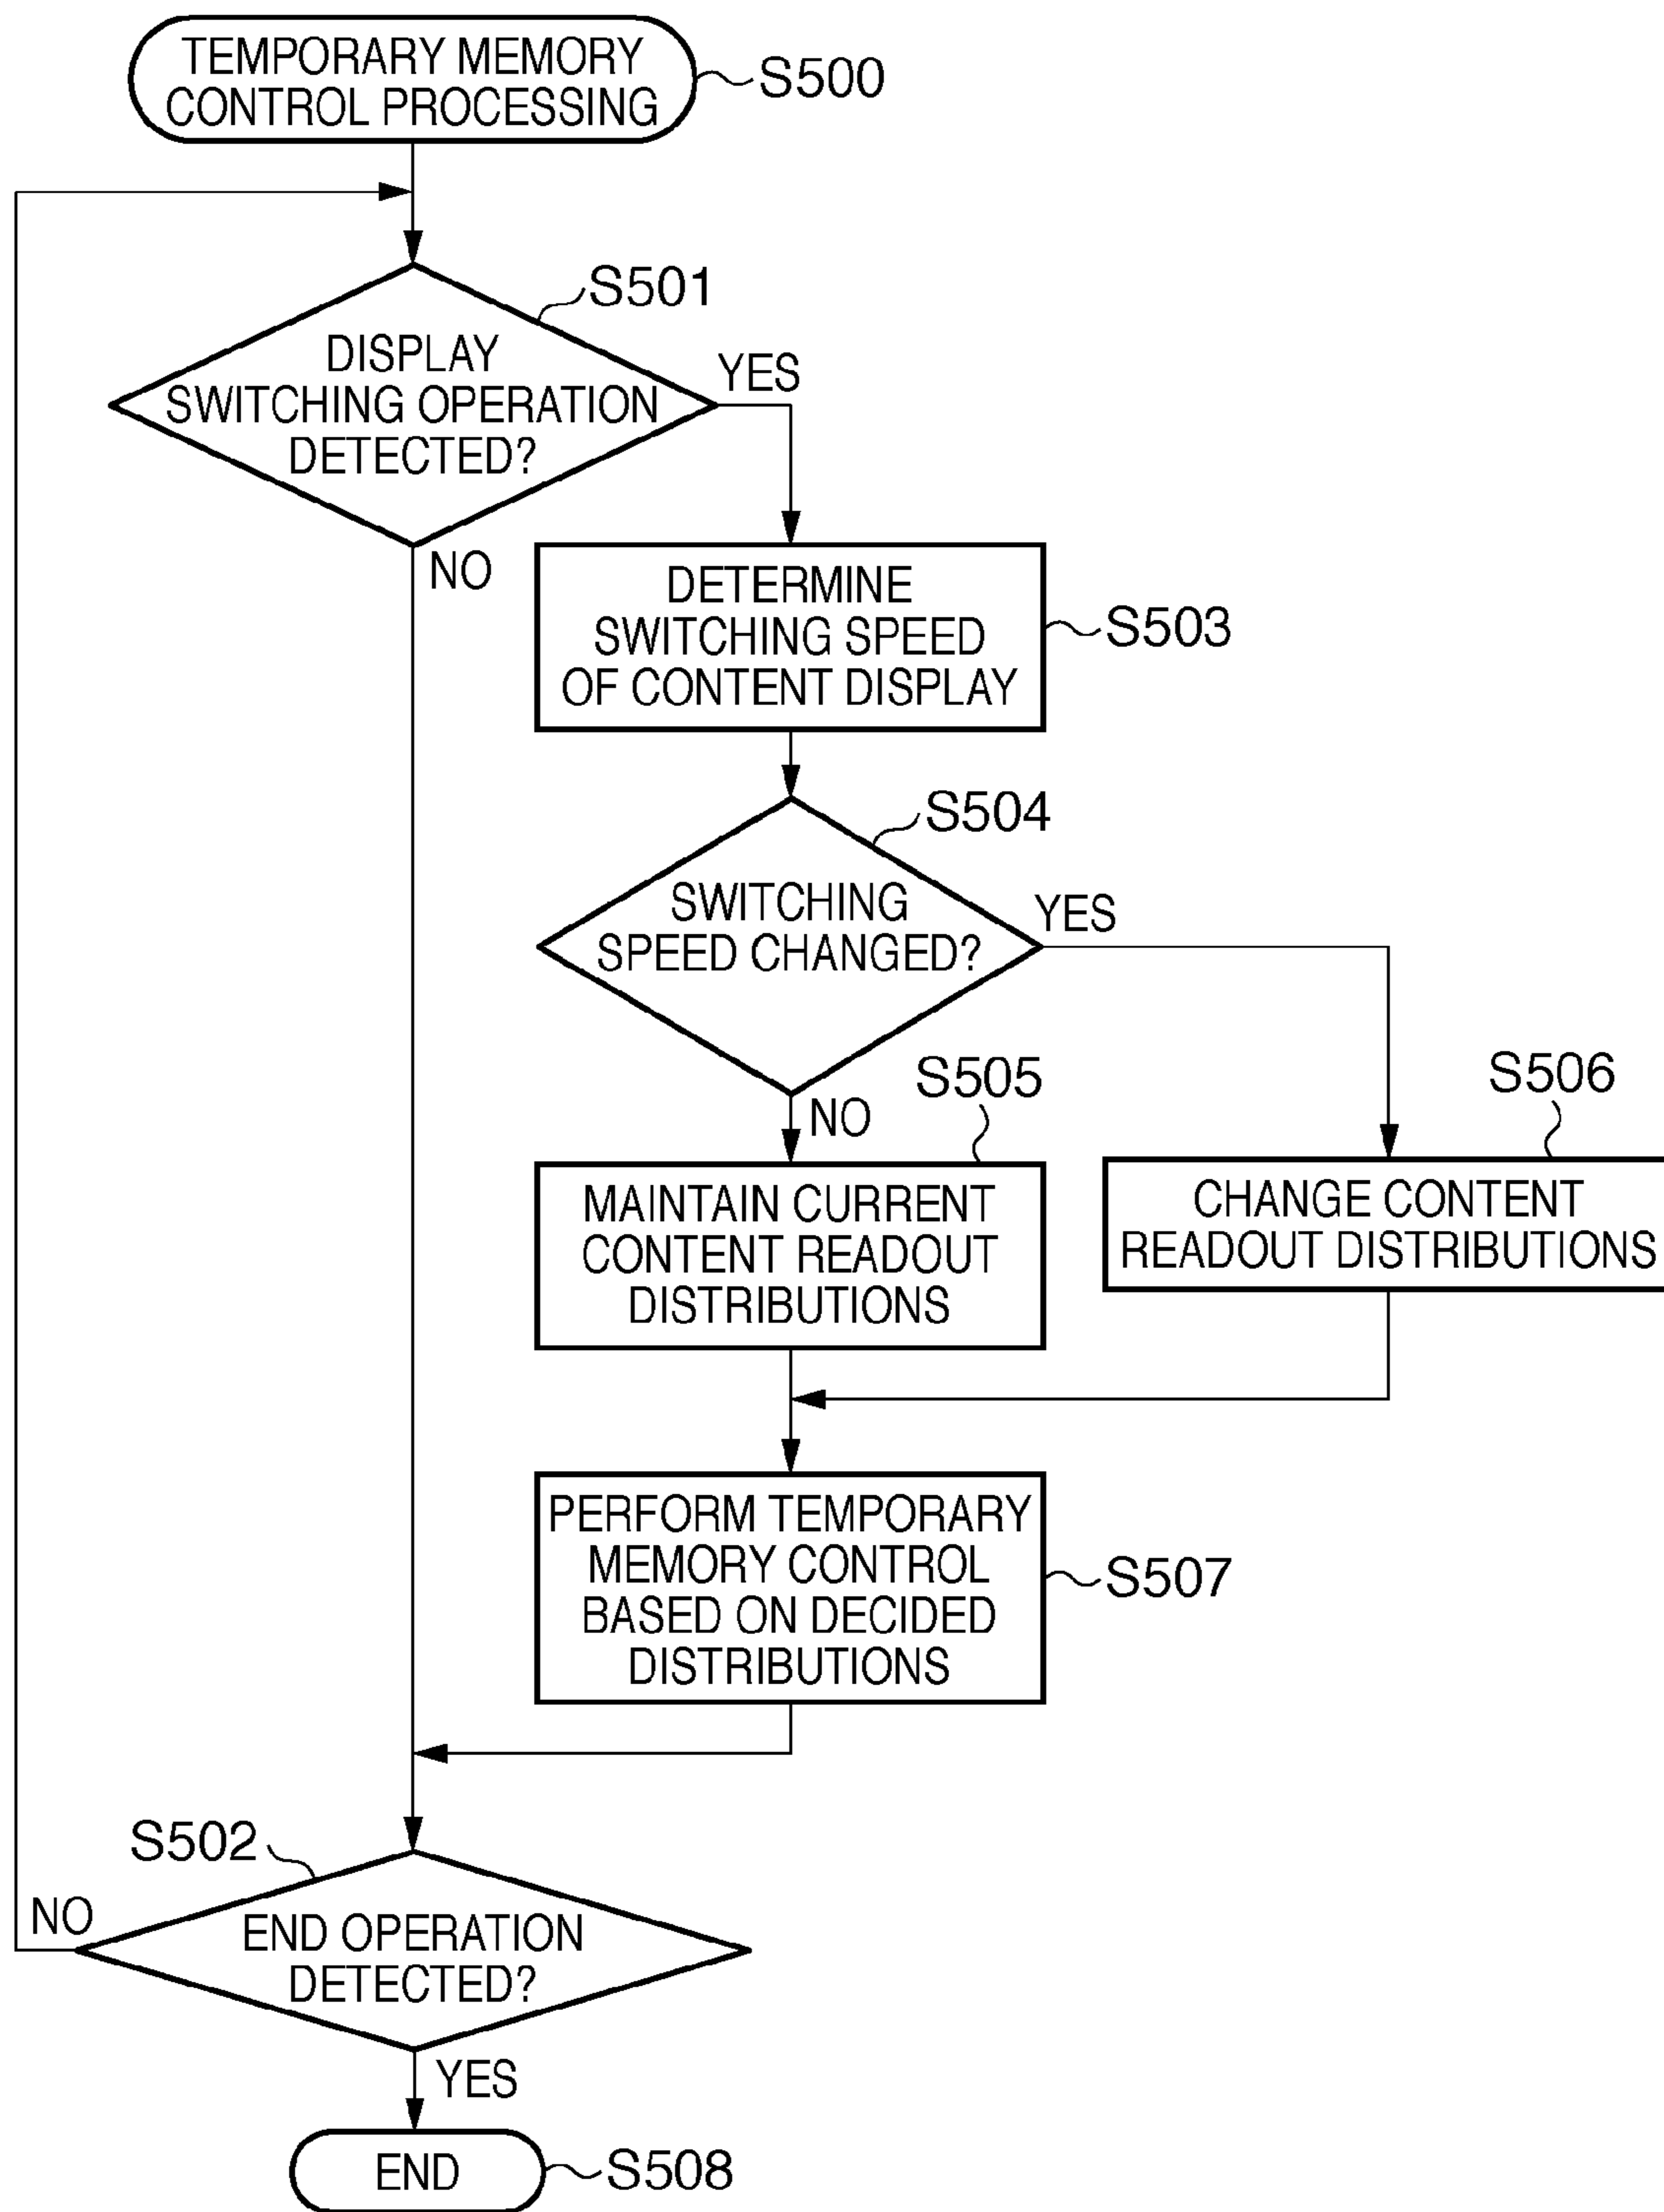 TEMPORARY MEMORY
CONTROL PROCESSING
S500
S501
DISPLAY
SWITCHING OPERATION
DETECTED?
YES
NO
DETERMINE
SWITCHING SPEED
OF CONTENT DISPLAY
S503
S504
SWITCHING
SPEED CHANGED?
YES
NO
S505
S506
MAINTAIN CURRENT
CONTENT READOUT
DISTRIBUTIONS
CHANGE CONTENT
READOUT DISTRIBUTIONS
PERFORM TEMPORARY
MEMORY CONTROL
BASED ON DECIDED
DISTRIBUTIONS
S507
S502
NO
END OPERATION
DETECTED?
YES
END
S508